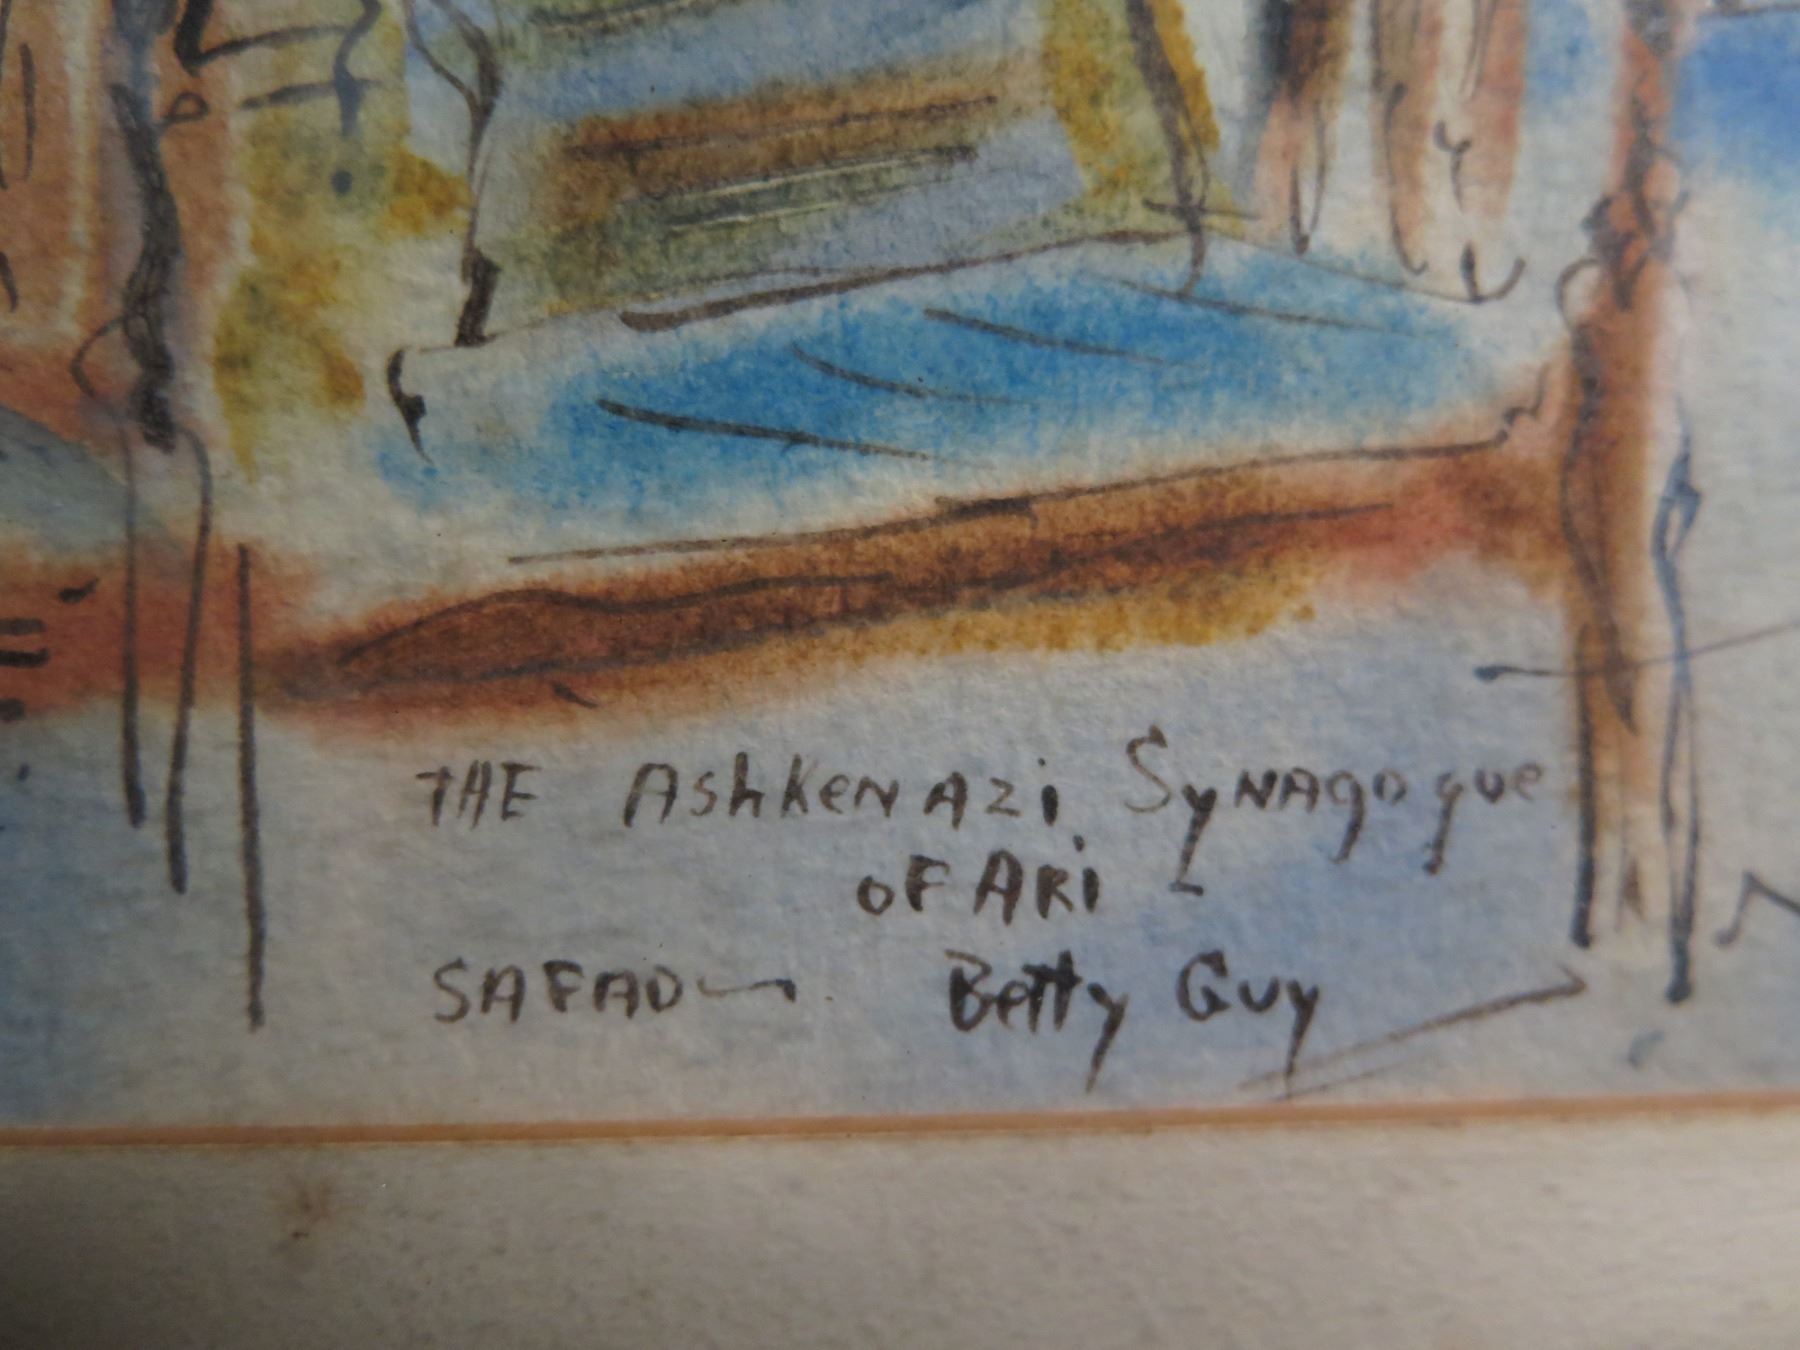 THE AshkenAzi SyNAgogue
oF ARi
SAFAD
Betty Guy